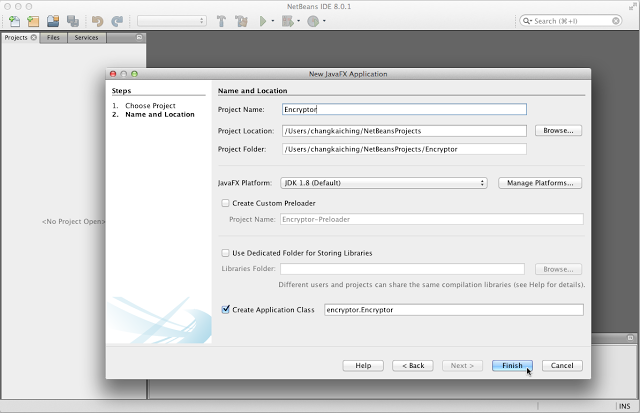 NetBeans IDE 8.0.1
Search (⌘+I)
Projects Files Services
<No Project Open>
New JavaFX Application
Steps
1. Choose Project
2. Name and Location
Name and Location
Project Name: Encryptor
Project Location: /Users/changkaiching/NetBeansProjects Browse...
Project Folder: /Users/changkaiching/NetBeansProjects/Encryptor
JavaFX Platform: JDK 1.8 (Default) Manage Platforms...
Create Custom Preloader
Project Name: Encryptor-Preloader
Use Dedicated Folder for Storing Libraries
Libraries Folder: Browse...
Different users and projects can share the same compilation libraries (see Help for details).
Create Application Class encryptor.Encryptor
Help < Back Next > Finish Cancel
INS